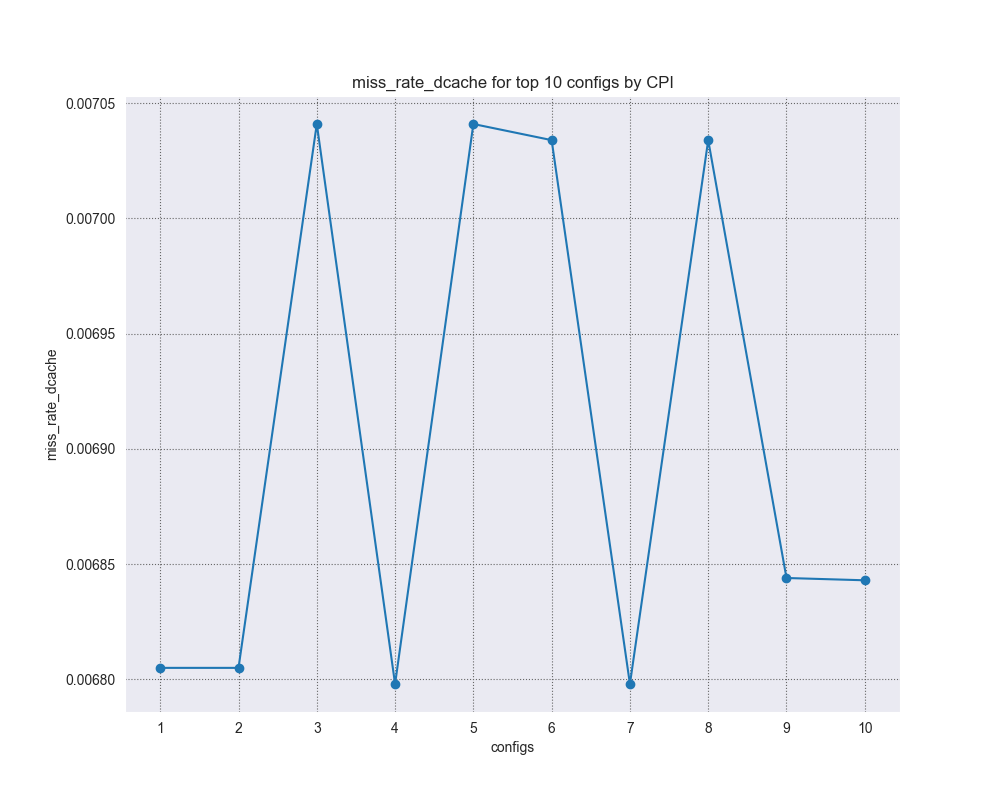 miss_rate_dcache for top 10 configs by CPI
0.00705
0.00700
0.00695
0.00690
0.00685
0.00680
miss_rate_dcache
1 2 3 4 5 6 7 8 9 10
configs